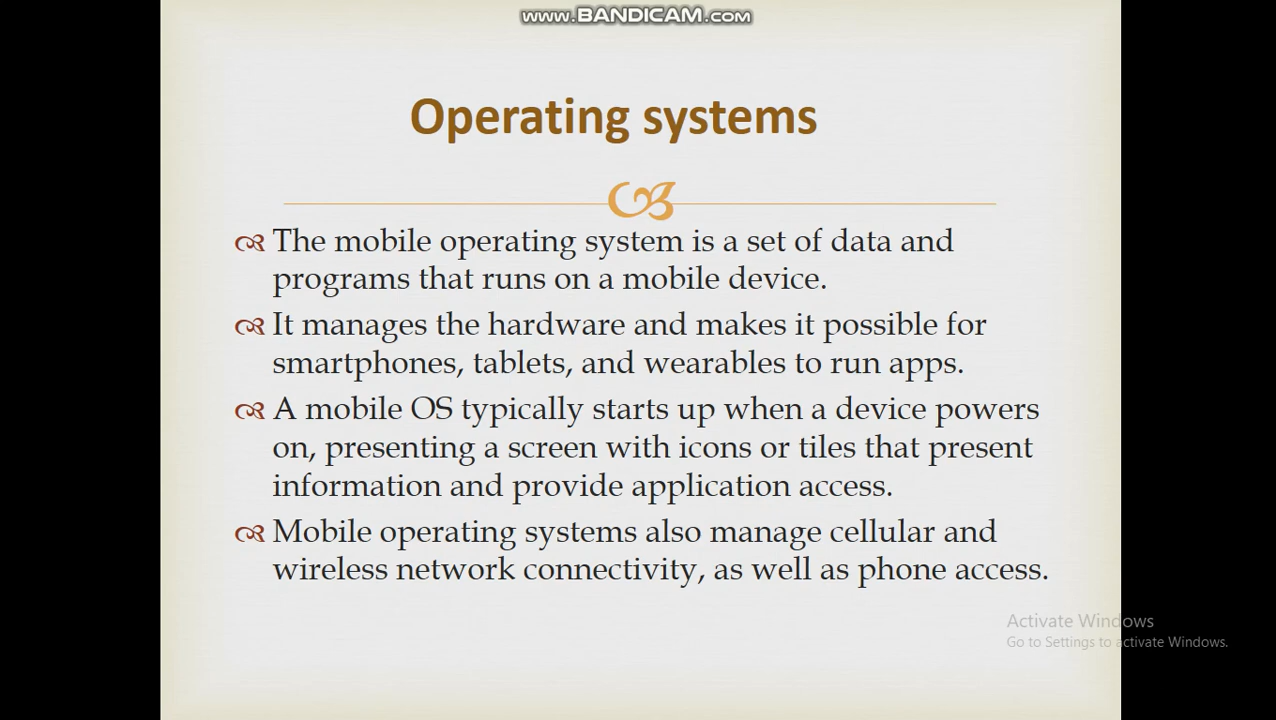 www.BANDICAM.com
Operating systems
The mobile operating system is a set of data and
programs that runs on a mobile device.
It manages the hardware and makes it possible for
smartphones, tablets, and wearables to run apps.
A mobile OS typically starts up when a device powers
on, presenting a screen with icons or tiles that present
information and provide application access.
Mobile operating systems also manage cellular and
wireless network connectivity, as well as phone access.
Activate Windows
Go to Settings to activate Windows.